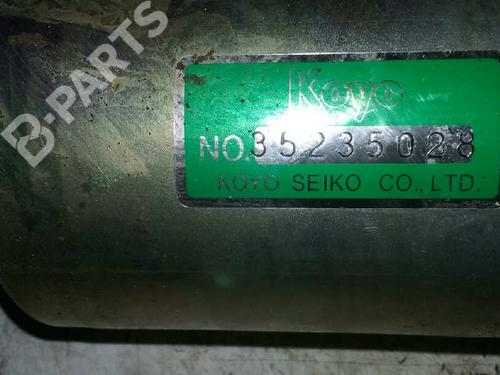 B-PARTS
Koyo
NO. 35235028
KOYO SEIKO CO., LTD.